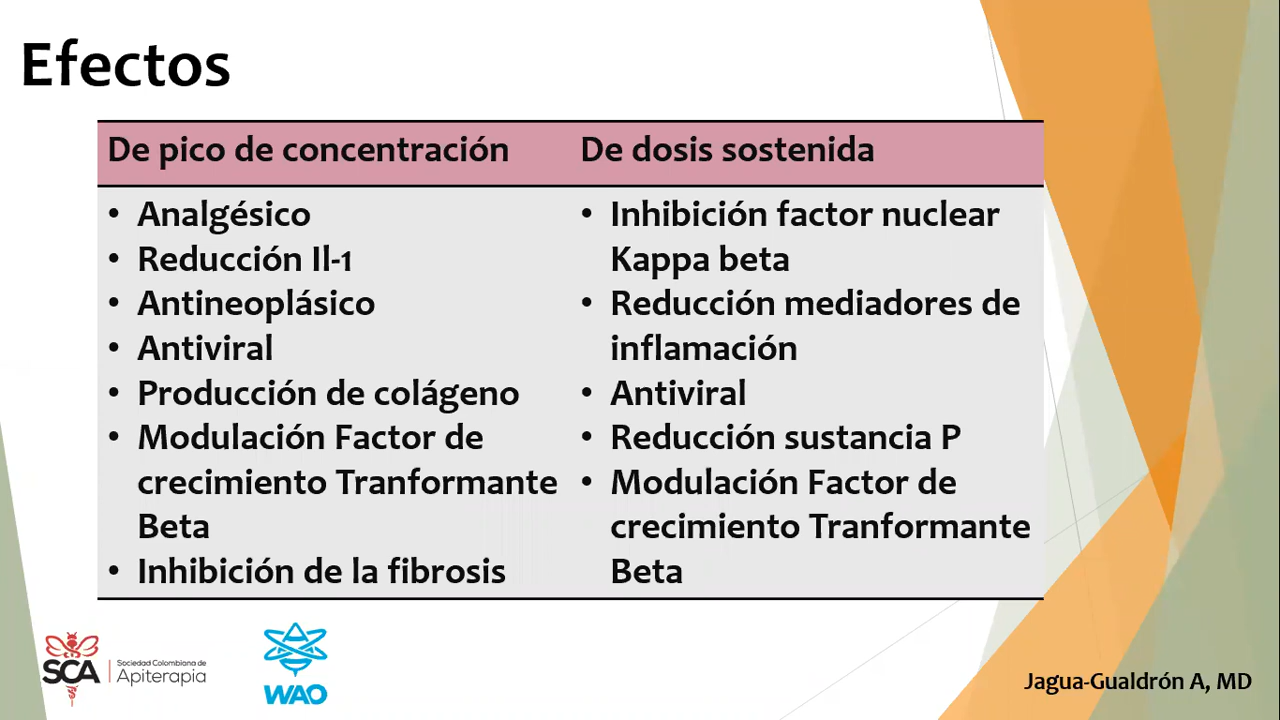 Efectos
De pico de concentración
De dosis sostenida
• Analgésico
• Reducción Il-1
• Antineoplásico
• Antiviral
• Producción de colágeno
• Modulación Factor de
crecimiento Tranformante
Beta
• Inhibición de la fibrosis
• Inhibición factor nuclear
Kappa beta
• Reducción mediadores de
inflamación
• Antiviral
• Reducción sustancia P
• Modulación Factor de
crecimiento Tranformante
Beta
SCA
Sociedad Colombiana de
Apiterapia
WAO
Jagua-Gualdrón A, MD